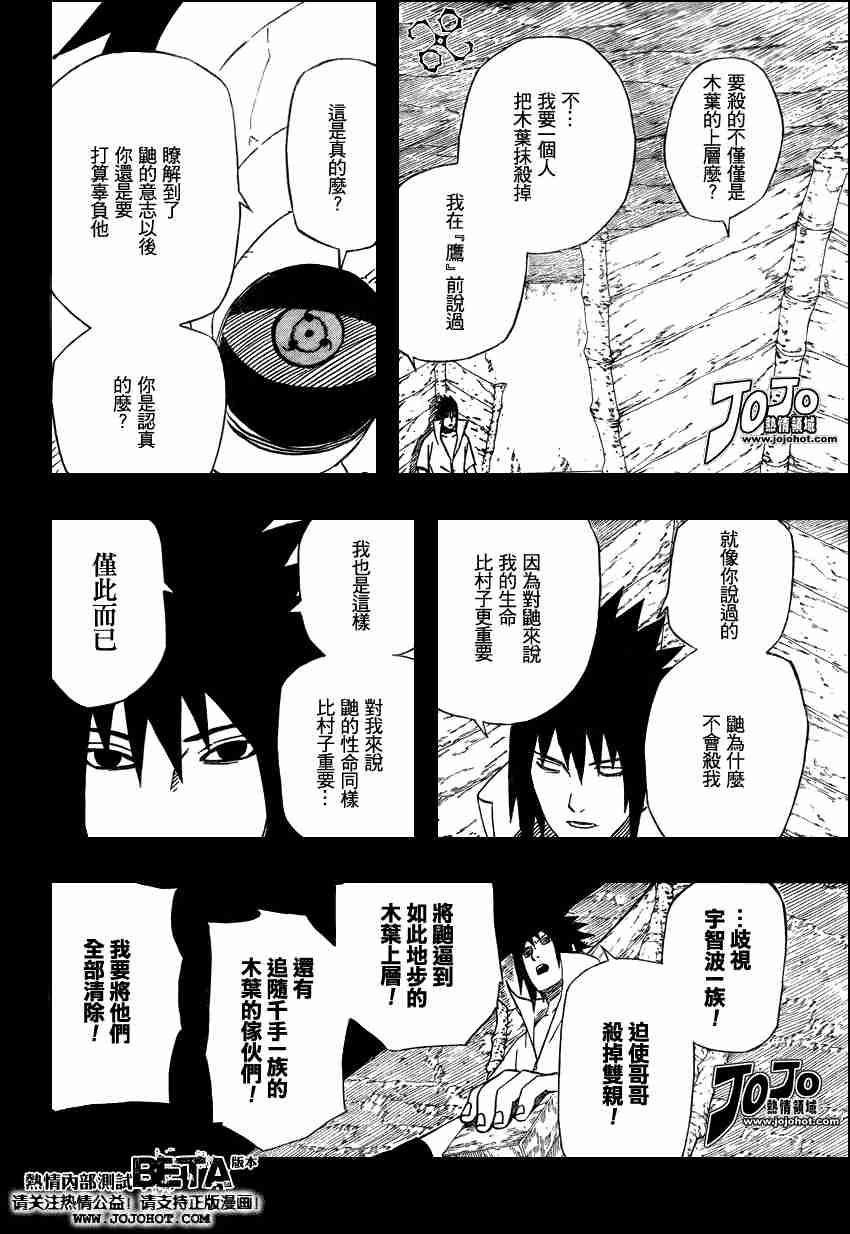 要殺的不僅僅是
木葉的上層麼?
不…
我要一個人
把木葉抹殺掉
我在『鷹』前說過
JOJO
熱情領域
www.jojohot.com
這是真的麼?
瞭解到了
鼬的意志以後
你還是要
打算辜負他
你是認真
的麼?
就像你說過的
鼬為什麼
不會殺我
因為對鼬來說
我的生命
比村子更重要
我也是這樣
對我來說
鼬的性命同樣
比村子重要…
僅此而已
…歧視
宇智波一族!
迫使哥哥
殺掉雙親!
將鼬逼到
如此地步的
木葉上層!
還有
追隨千手一族的
木葉的傢伙們!
我要將他們
全部清除!
JOJO
熱情領域
www.jojohot.com
熱情內部測試BETA版本
请关注热情公益! 请支持正版漫画!
WWW.JOJOHOT.COM